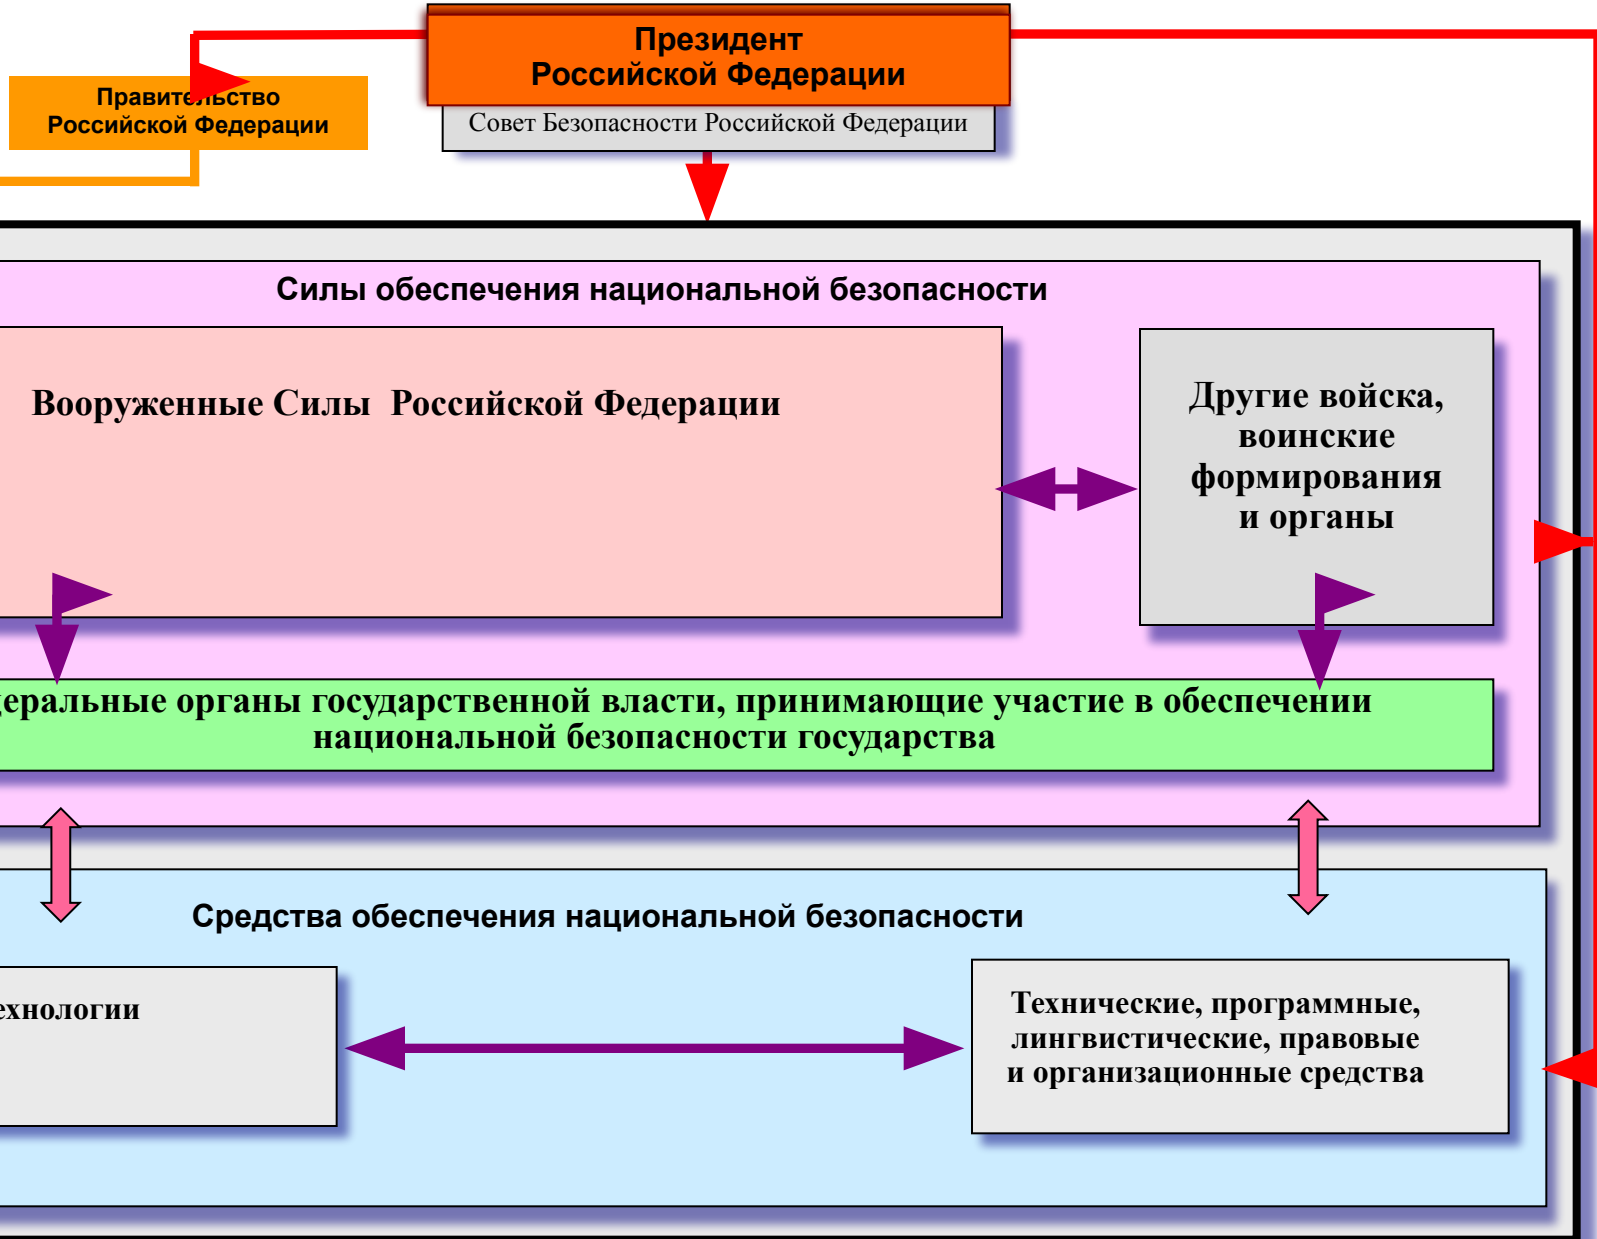 Президент
Российской Федерации
Правительство
Российской Федерации
Совет Безопасности Российской Федерации
Силы обеспечения национальной безопасности
Вооруженные Силы Российской Федерации
Другие войска,
воинские
формирования
и органы
органы государственной власти, принимающие участие в обеспечении
национальной безопасности государства
Средства обеспечения национальной безопасности
Технические, программные,
лингвистические, правовые
и организационные средства